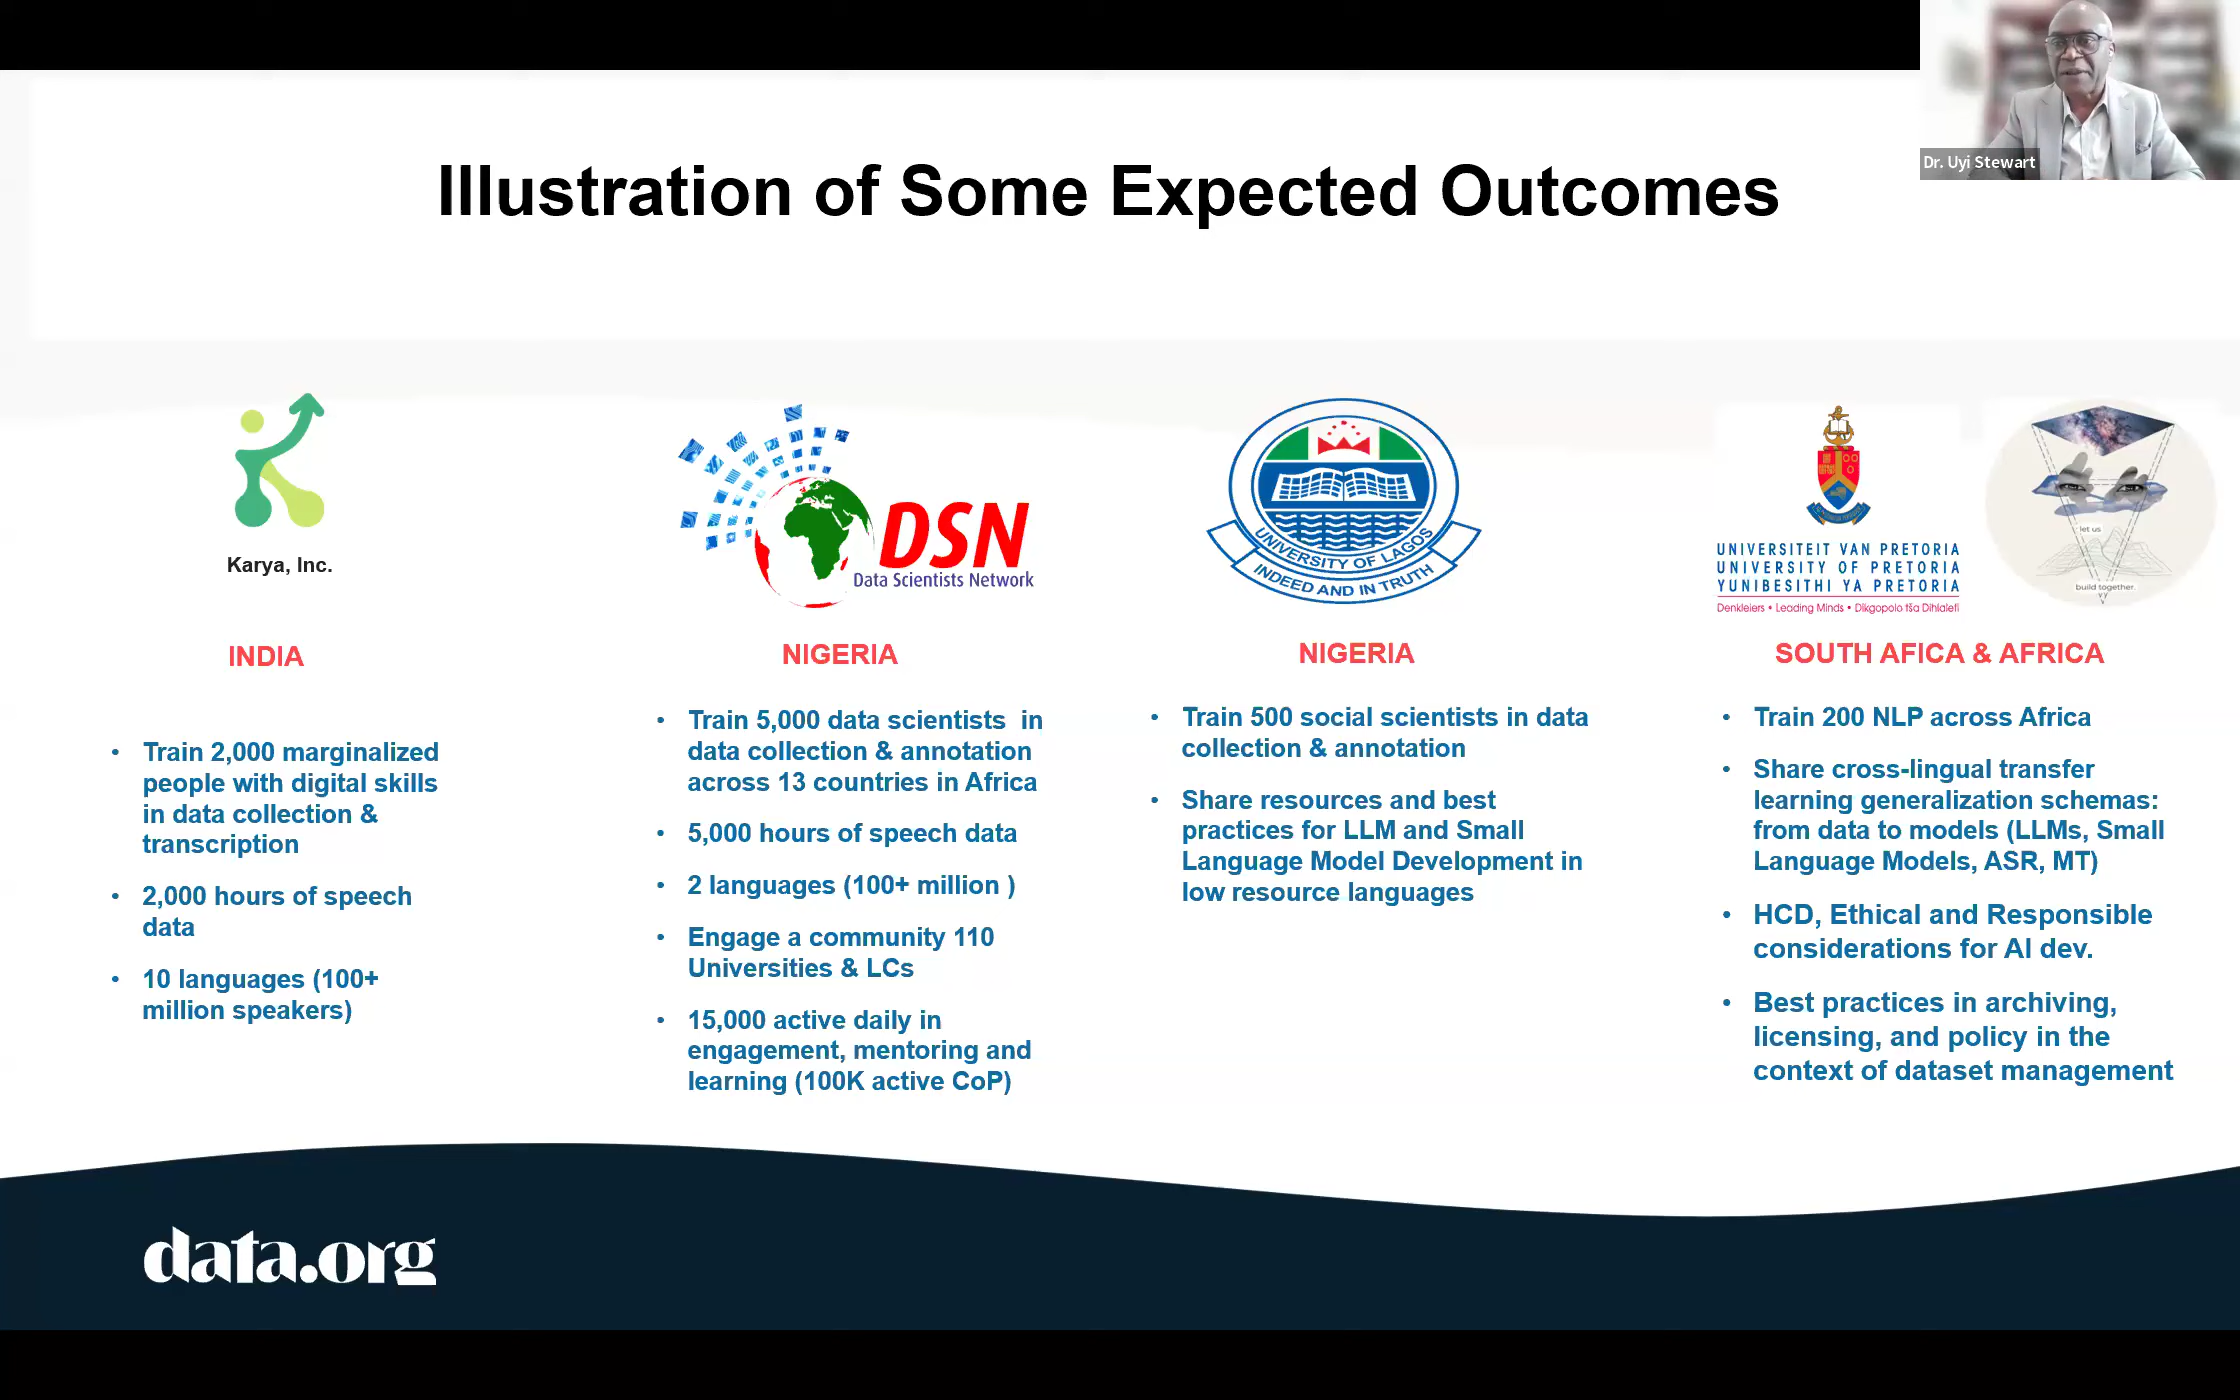 Dr. Uyi Stewart
Illustration of Some Expected Outcomes
Karya, Inc.
INDIA
• Train 2,000 marginalized
people with digital skills
in data collection &
transcription
• 2,000 hours of speech
data
• 10 languages (100+
million speakers)
DSN
Data Scientists Network
NIGERIA
• Train 5,000 data scientists in
data collection & annotation
across 13 countries in Africa
• 5,000 hours of speech data
• 2 languages (100+ million )
• Engage a community 110
Universities & LCs
• 15,000 active daily in
engagement, mentoring and
learning (100K active CoP)
UNIVERSITY OF LAGOS
INDEED AND IN TRUTH
NIGERIA
• Train 500 social scientists in data
collection & annotation
• Share resources and best
practices for LLM and Small
Language Model Development in
low resource languages
UNIVERSITEIT VAN PRETORIA
UNIVERSITY OF PRETORIA
YUNIBESITHI YA PRETORIA
Denkleiers • Leading Minds • Dikgopolo tša Dihlalefi
let us
build together.
SOUTH AFICA & AFRICA
• Train 200 NLP across Africa
• Share cross-lingual transfer
learning generalization schemas:
from data to models (LLMs, Small
Language Models, ASR, MT)
• HCD, Ethical and Responsible
considerations for AI dev.
• Best practices in archiving,
licensing, and policy in the
context of dataset management
data.org